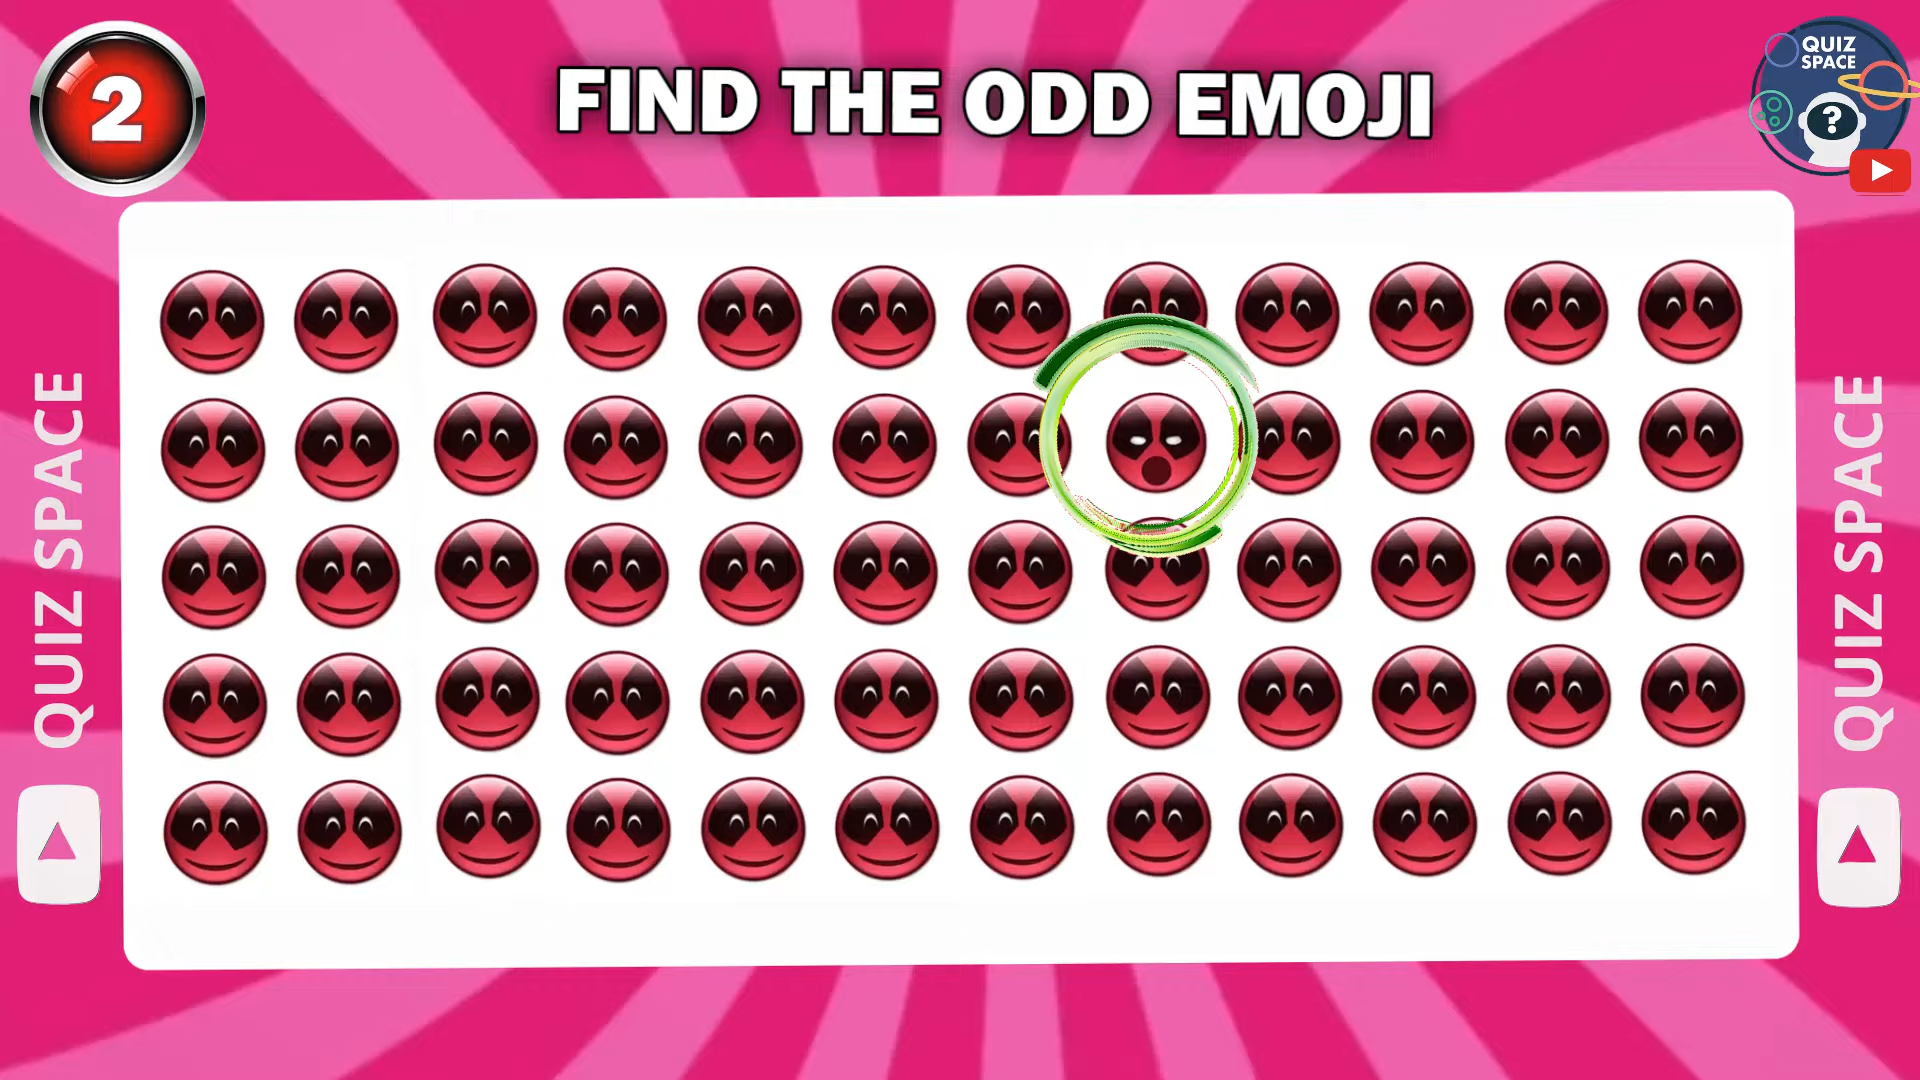 2
FIND THE ODD EMOJI
QUIZ
SPACE
?
QUIZ SPACE
QUIZ SPACE